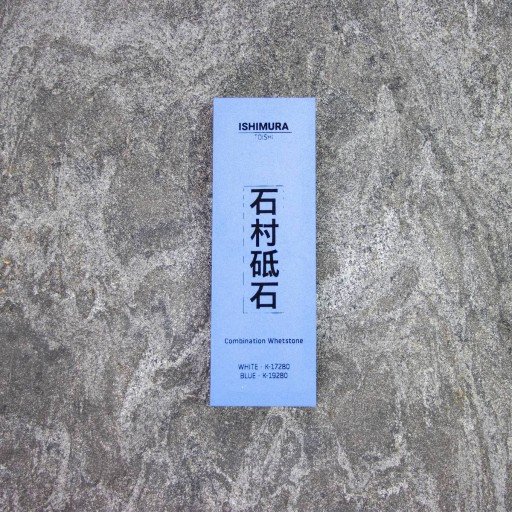 ISHIMURA
TOISHI
石村砥石
Combination Whetstone
WHITE - K-17280
BLUE - K-19280